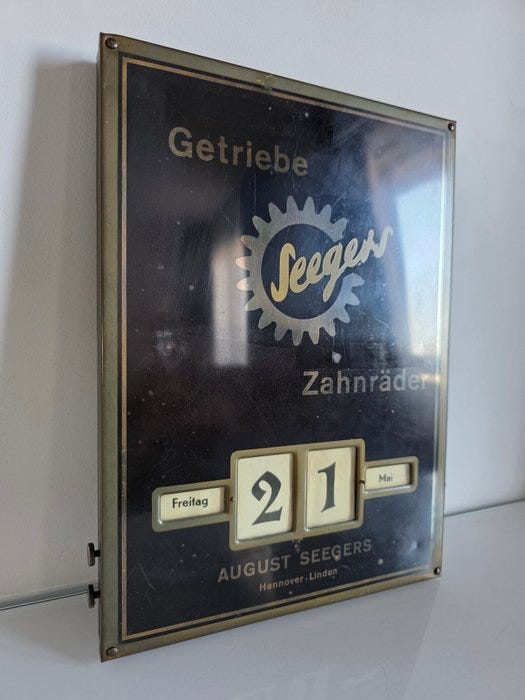 Getriebe
Seegers
Zahnräder
Freitag 21 Mai
AUGUST SEEGERS
Hannover-Linden